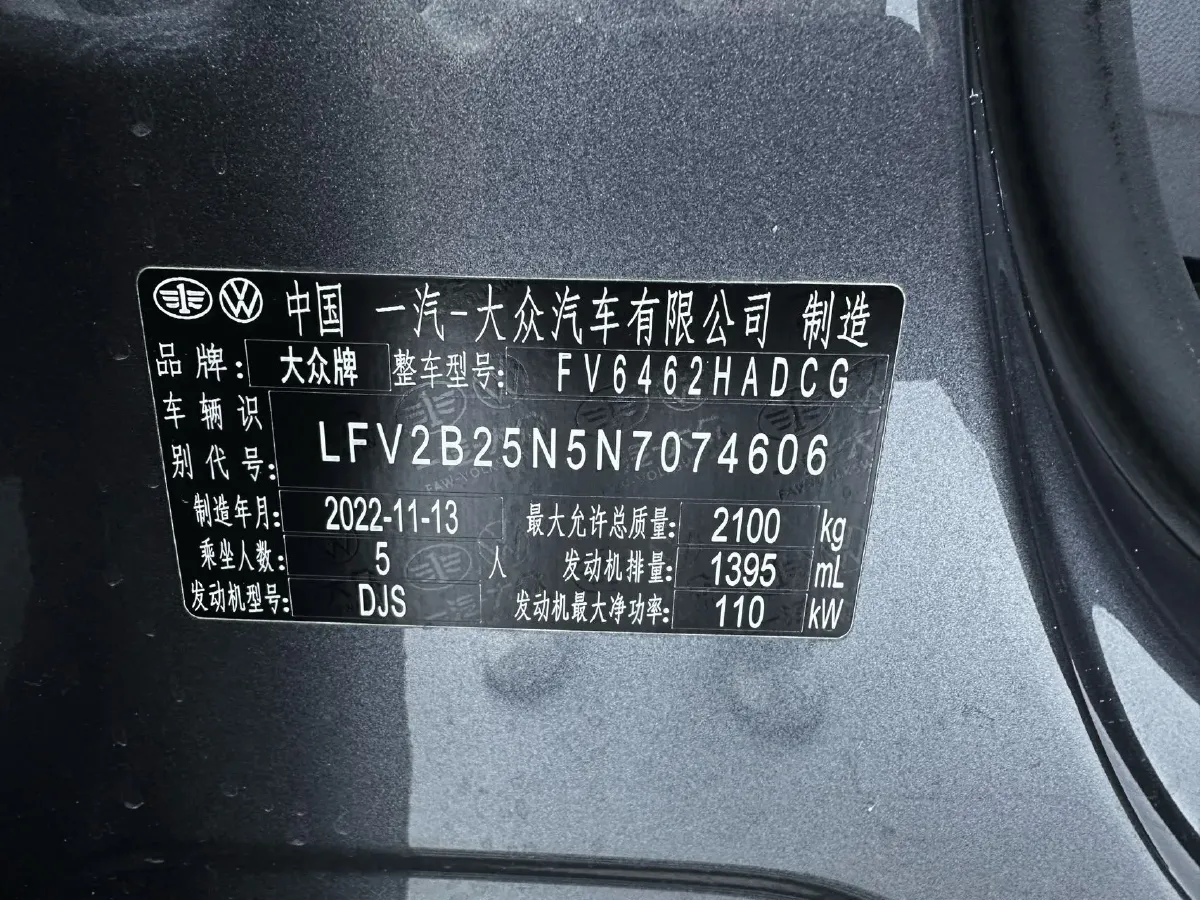 中国 一汽-大众汽车有限公司 制造
品牌: 大众牌 整车型号: FV6462HADCG
车辆识别代号: LFV2B25N5N7074606
制造年月: 2022-11-13 最大允许总质量: 2100 kg
乘坐人数: 5 人 发动机排量: 1395 mL
发动机型号: DJS 发动机最大净功率: 110 kW